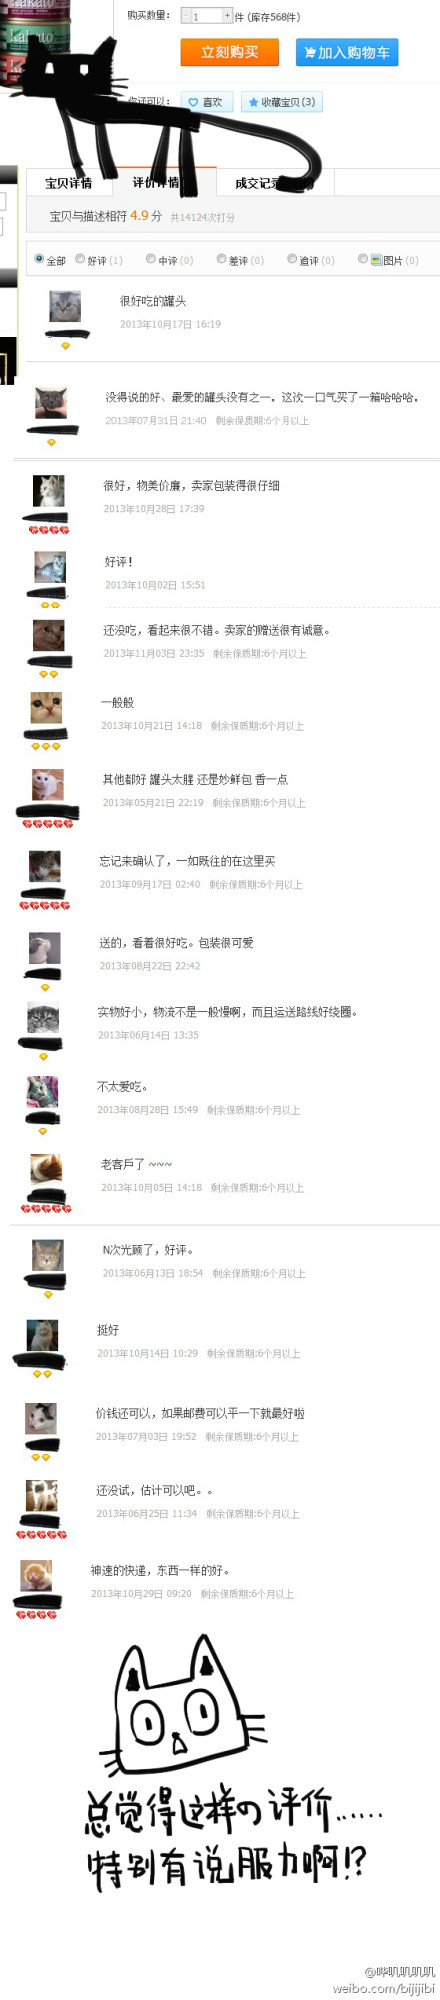 Kakato
Kakato
购买数量:
1
件 (库存568件)
立刻购买
加入购物车
你还可以:
喜欢
收藏宝贝(3)
宝贝详情
评价详情
成交记录
宝贝与描述相符 4.9 分 共14124次打分
全部
好评 (1)
中评 (0)
差评 (0)
追评 (0)
图片 (0)
很好吃的罐头
2013年10月17日 16:19
没得说的好、最爱的罐头没有之一。这次一口气买了一箱哈哈哈。
2013年07月31日 21:40 剩余保质期:6个月以上
很好，物美价廉，卖家包装得很仔细
2013年10月28日 17:39
好评！
2013年10月02日 15:51
还没吃，看起来很不错。卖家的赠送很有诚意。
2013年11月03日 23:35 剩余保质期:6个月以上
一般般
2013年10月21日 14:18 剩余保质期:6个月以上
其他都好 罐头太腥 还是妙鲜包 香一点
2013年05月21日 22:19 剩余保质期:6个月以上
忘记来确认了，一如既往的在这里买
2013年09月17日 02:40 剩余保质期:6个月以上
送的，看着很好吃。包装很可爱
2013年08月22日 22:42
实物好小，物流不是一般慢啊，而且运送路线好绕圈。
2013年06月14日 13:35
不太爱吃。
2013年08月28日 15:49 剩余保质期:6个月以上
老客戶了 ~~~
2013年10月05日 14:18 剩余保质期:6个月以上
N次光顾了，好评。
2013年06月13日 18:54 剩余保质期:6个月以上
挺好
2013年10月14日 10:29 剩余保质期:6个月以上
价钱还可以，如果邮费可以平一下就最好啦
2013年07月03日 19:52 剩余保质期:6个月以上
还没试，估计可以吧。。
2013年06月25日 11:34 剩余保质期:6个月以上
神速的快递，东西一样的好。
2013年10月29日 09:20 剩余保质期:6个月以上
总觉得这样の评价......
特别有说服力啊!?
@哔叽叽叽叽
weibo.com/bijijibi